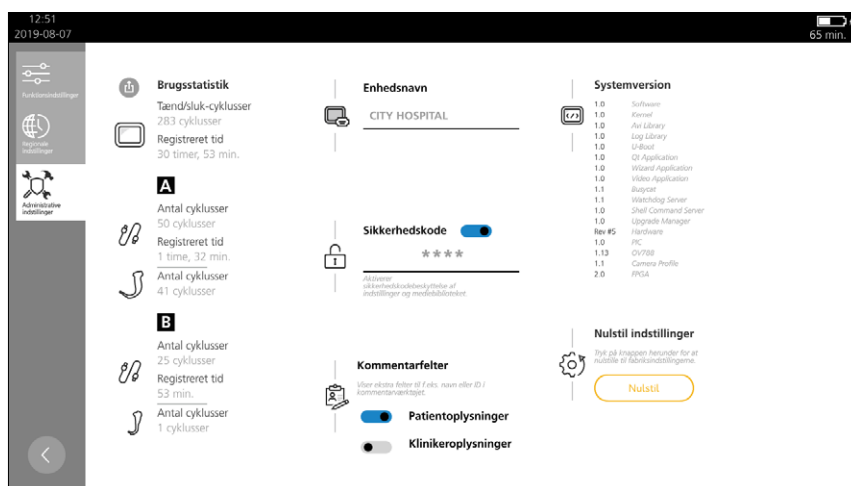 12:51
2019-08-07
65 min.
Funktionsindstillinger
Regionale
indstillinger
Administrative
indstillinger
Brugsstatistik
Tænd/sluk-cyklusser
283 cyklusser
Registreret tid
30 timer, 53 min.
A
Antal cyklusser
50 cyklusser
Registreret tid
1 time, 32 min.
Antal cyklusser
41 cyklusser
B
Antal cyklusser
25 cyklusser
Registreret tid
53 min.
Antal cyklusser
1 cyklusser
Enhedsnavn
CITY HOSPITAL
Sikkerhedskode
****
Aktiverer
sikkerhedskodebeskyttelse af
indstillinger og mediebiblioteket.
Kommentarfelter
Viser ekstra felter til f.eks. navn eller ID i
kommentarværktøjet.
Patientoplysninger
Klinikeroplysninger
Systemversion
1.0 Software
1.0 Kernel
1.0 Avi Library
1.0 Log Library
1.0 U-Boot
1.0 Qt Application
1.0 Wizard Application
1.0 Video Application
1.1 Busycat
1.1 Watchdog Server
1.0 Shell Command Server
1.0 Upgrade Manager
Rev #5 Hardware
1.0 PIC
1.13 OV788
1.1 Camera Profile
2.0 FPGA
Nulstil indstillinger
Tryk på knappen herunder for at
nulstille til fabriksindstillingerne.
Nulstil